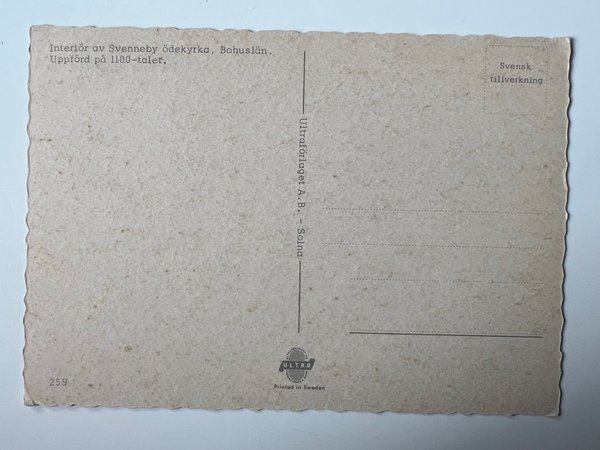 Interiör av Svenneby ödekyrka, Bohuslän.
Uppförd på 1100-talet.
Svensk
tillverkning
Ultraförlaget A.B. - Solna
ULTRA
Printed in Sweden
259